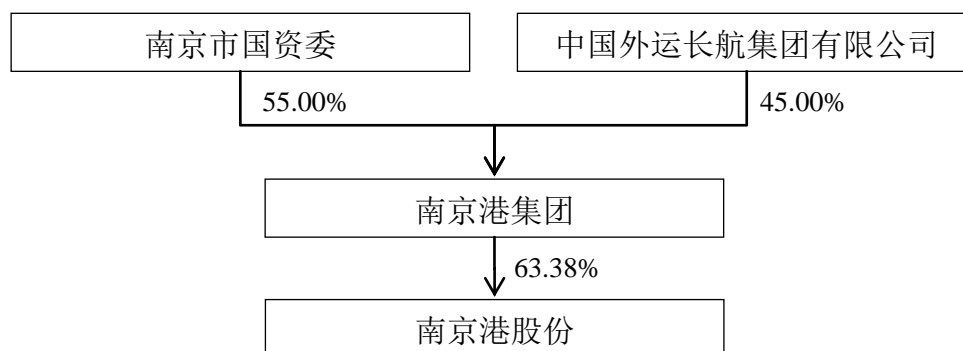 南京市国资委
中国外运长航集团有限公司
55.00%
45.00%
南京港集团
63.38%
南京港股份